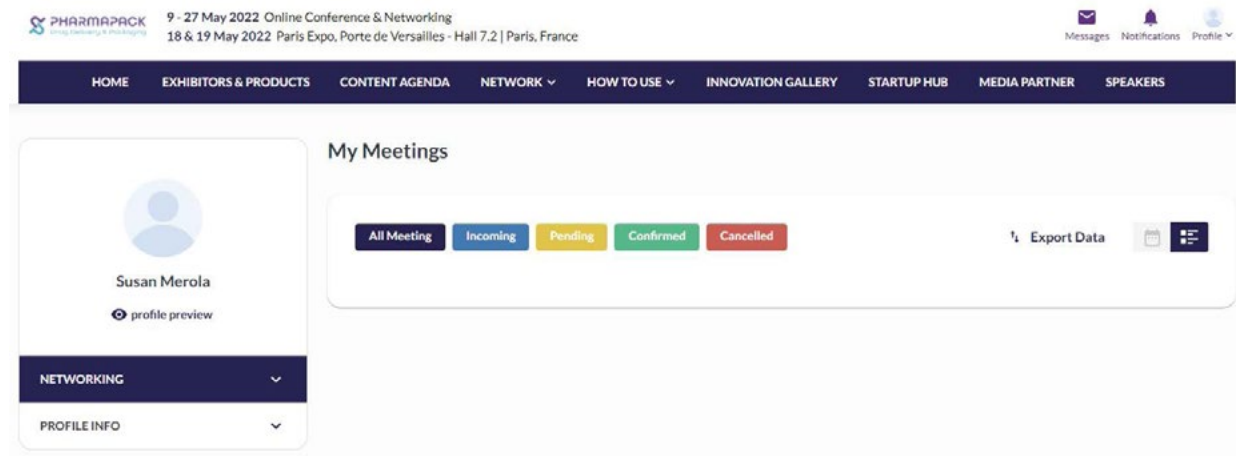 PHARMAPACK
Drug Delivery & Packaging
9 - 27 May 2022 Online Conference & Networking
18 & 19 May 2022 Paris Expo, Porte de Versailles - Hall 7.2 | Paris, France
Messages Notifications Profile
HOME EXHIBITORS & PRODUCTS CONTENT AGENDA NETWORK HOW TO USE INNOVATION GALLERY STARTUP HUB MEDIA PARTNER SPEAKERS
My Meetings
All Meeting Incoming Pending Confirmed Cancelled Export Data
Susan Merola
profile preview
NETWORKING
PROFILE INFO